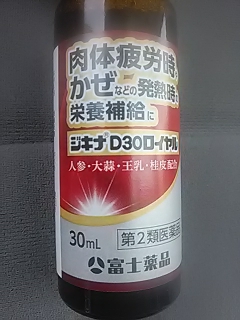 肉体疲労時
かぜなどの発熱時
栄養補給に
ジキナD30ロイヤル
人参・大蒜・王乳・桂皮配合
30mL
第2類医薬
富士薬品